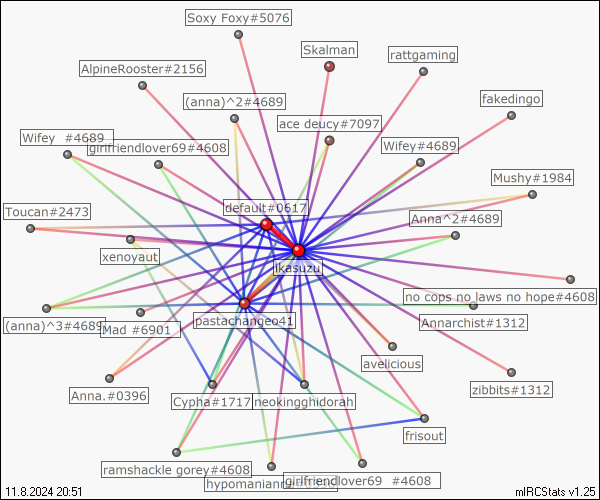 Soxy Foxy#5076
Skalman
rattgaming
AlpineRooster#2156
fakedingo
(anna)^2#4689
ace deucy#7097
Wifey #4689
girlfriendlover69#4608
Wifey#4689
Mushy#1984
Toucan#2473
default#0617
Anna^2#4689
xenoyaut
ikasuzu
no cops no laws no hope#4608
(anna)^3#4689
Mad #6901
pastachangeo41
Annarchist#1312
avelicious
Anna.#0396
Cypha#1717
neokingghidorah
zibbits#1312
frisout
ramshackle gorey#4608
girlfriendlover69 #4608
11.8.2024 20:51
mIRCStats v1.25